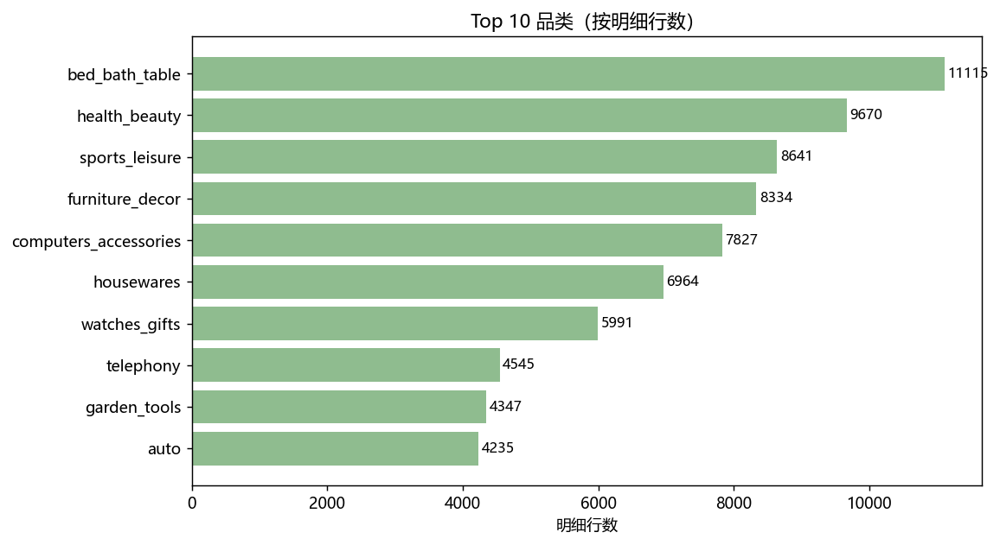 Top 10 品类（按明细行数）
bed_bath_table 11115
health_beauty 9670
sports_leisure 8641
furniture_decor 8334
computers_accessories 7827
housewares 6964
watches_gifts 5991
telephony 4545
garden_tools 4347
auto 4235
0 2000 4000 6000 8000 10000
明细行数